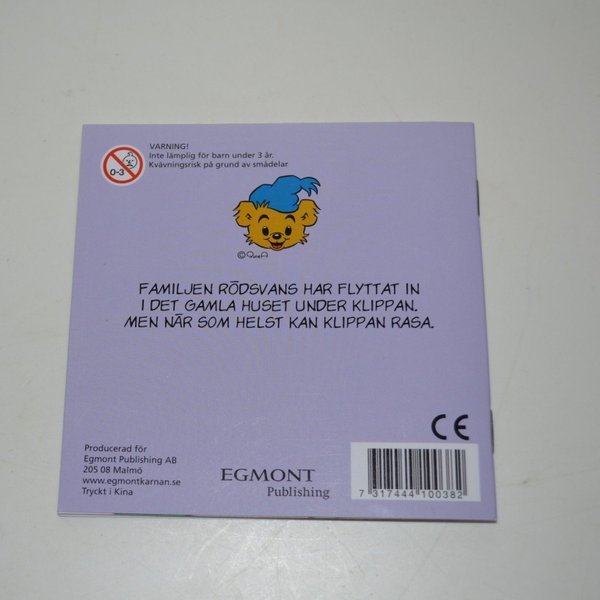 VARNING!
Inte lämplig för barn under 3 år.
Kvävningsrisk på grund av smådelar
0-3
©
FAMILJEN RÖDSVANS HAR FLYTTAT IN
I DET GAMLA HUSET UNDER KLIPPAN.
MEN NÄR SOM HELST KAN KLIPPAN RASA.
CE
Producerad för
Egmont Publishing AB
205 08 Malmö
www.egmontkarnan.se
Tryckt i Kina
EGMONT
Publishing
7 317444 100382